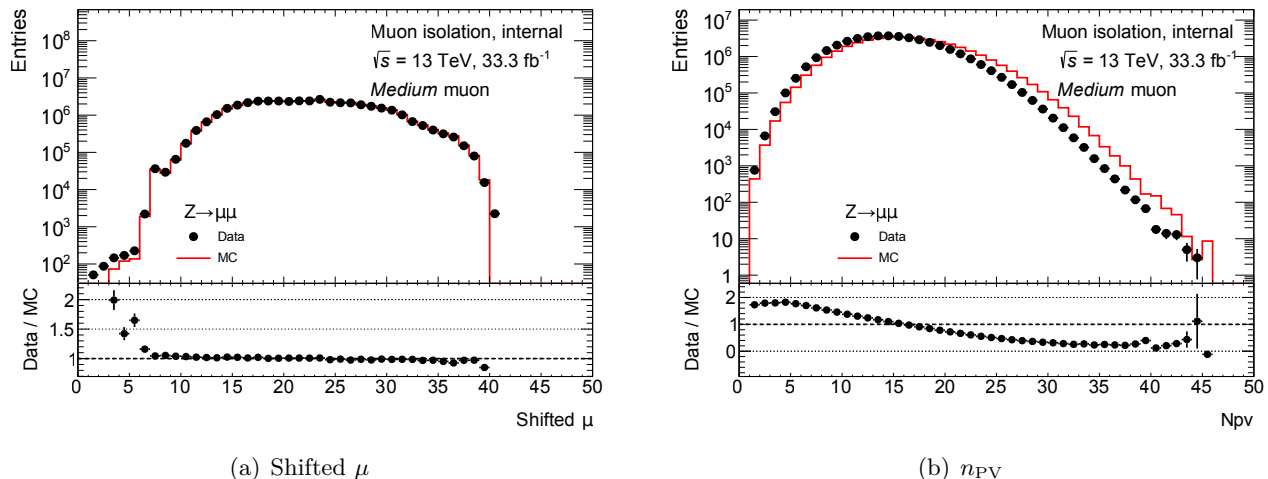 Entries
10⁸
10⁷
10⁶
10⁵
10⁴
10³
10²
Muon isolation, internal
√s = 13 TeV, 33.3 fb⁻¹
Medium muon
Z→μμ
Data
MC
Data / MC
2
1.5
1
0 5 10 15 20 25 30 35 40 45 50
Shifted μ
(a) Shifted μ
Entries
10⁷
10⁶
10⁵
10⁴
10³
10²
10
1
Muon isolation, internal
√s = 13 TeV, 33.3 fb⁻¹
Medium muon
Z→μμ
Data
MC
Data / MC
2
1
0
0 5 10 15 20 25 30 35 40 45 50
Npv
(b) nPV